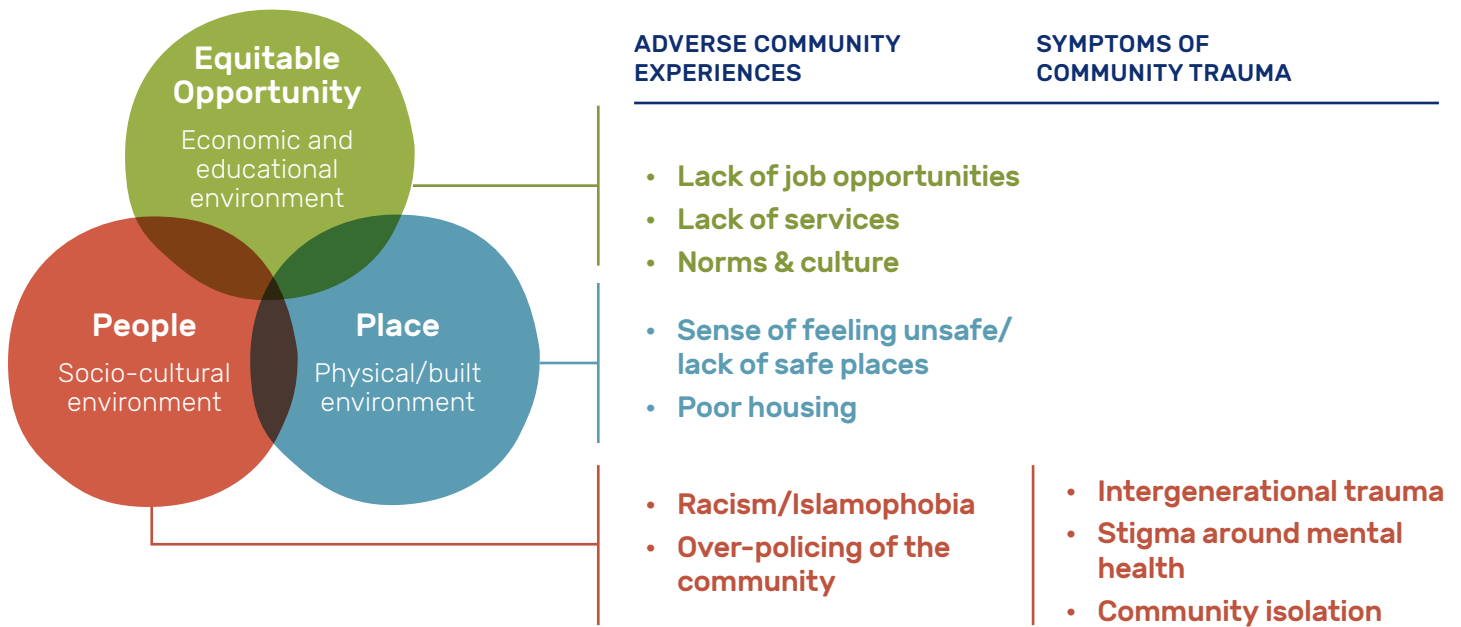 Equitable
Opportunity
Economic and
educational
environment
People
Socio-cultural
environment
Place
Physical/built
environment
ADVERSE COMMUNITY
EXPERIENCES
SYMPTOMS OF
COMMUNITY TRAUMA
• Lack of job opportunities
• Lack of services
• Norms & culture
• Sense of feeling unsafe/
lack of safe places
• Poor housing
• Racism/Islamophobia
• Over-policing of the
community
• Intergenerational trauma
• Stigma around mental
health
• Community isolation